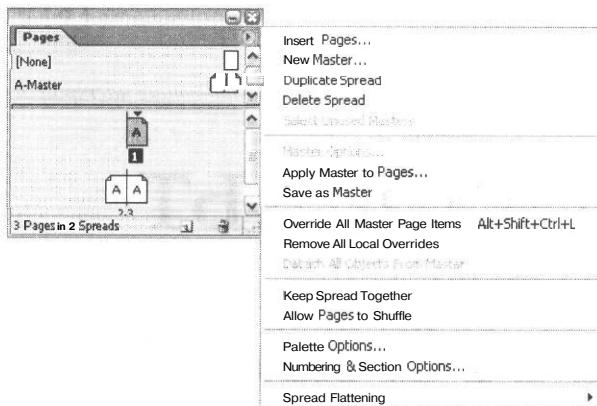 Pages
[None]
A-Master
A
1
A A
2-3
3 Pages in 2 Spreads
Insert Pages...
New Master...
Duplicate Spread
Delete Spread
Select Unused Masters
Master Options...
Apply Master to Pages...
Save as Master
Override All Master Page Items Alt+Shift+Ctrl+L
Remove All Local Overrides
Detach All Objects From Master
Keep Spread Together
Allow Pages to Shuffle
Palette Options...
Numbering & Section Options...
Spread Flattening